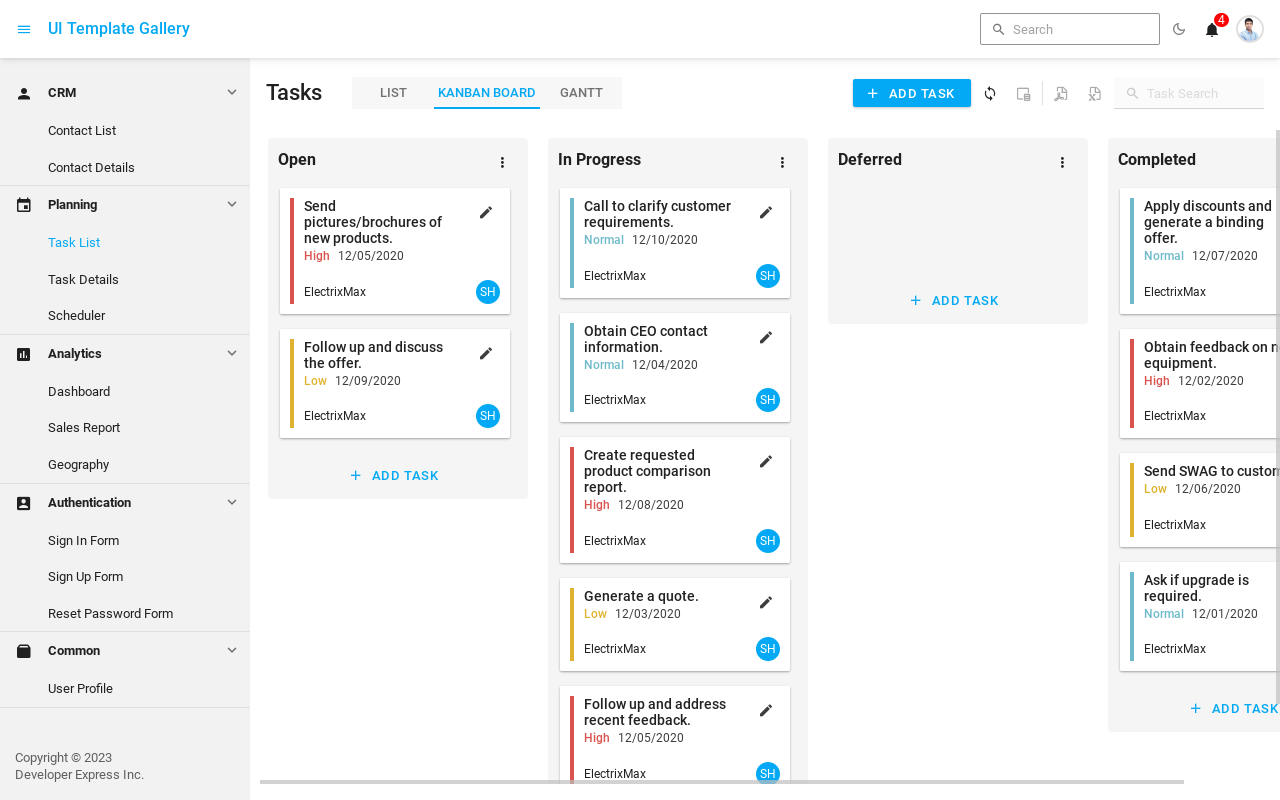 UI Template Gallery
Search
4
CRM
Contact List
Contact Details
Planning
Task List
Task Details
Scheduler
Analytics
Dashboard
Sales Report
Geography
Authentication
Sign In Form
Sign Up Form
Reset Password Form
Common
User Profile
Copyright © 2023
Developer Express Inc.
Tasks
LIST
KANBAN BOARD
GANTT
ADD TASK
Task Search
Open
Send
pictures/brochures of
new products.
High 12/05/2020
ElectrixMax
SH
Follow up and discuss
the offer.
Low 12/09/2020
ElectrixMax
SH
ADD TASK
In Progress
Call to clarify customer
requirements.
Normal 12/10/2020
ElectrixMax
SH
Obtain CEO contact
information.
Normal 12/04/2020
ElectrixMax
SH
Create requested
product comparison
report.
High 12/08/2020
ElectrixMax
SH
Generate a quote.
Low 12/03/2020
ElectrixMax
SH
Follow up and address
recent feedback.
High 12/05/2020
ElectrixMax
SH
Deferred
ADD TASK
Completed
Apply discounts and
generate a binding
offer.
Normal 12/07/2020
ElectrixMax
Obtain feedback on
equipment.
High 12/02/2020
ElectrixMax
Send SWAG to
Low 12/06/2020
ElectrixMax
Ask if upgrade is
required.
Normal 12/01/2020
ElectrixMax
ADD TASK